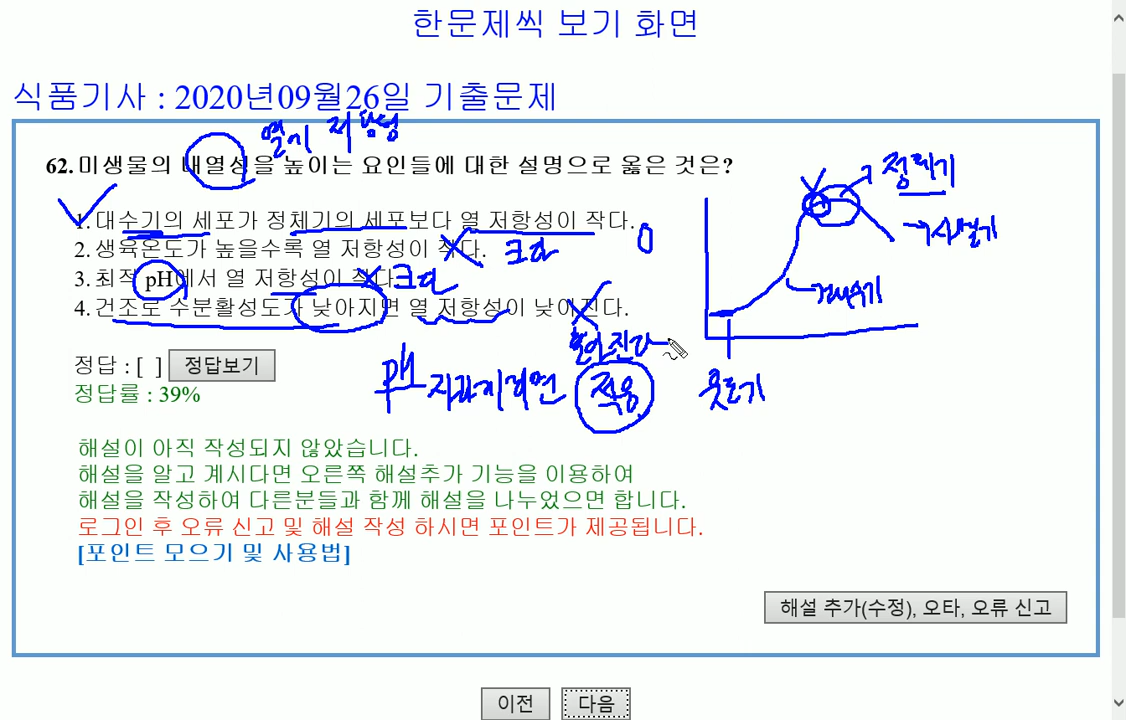 한문제씩 보기 화면
식품기사 : 2020년09월26일 기출문제
열에 저항성
62. 미생물의 내열성을 높이는 요인들에 대한 설명으로 옳은 것은?
정체기
1. 대수기의 세포가 정체기의 세포보다 열 저항성이 작다.
→사멸기
2. 생육온도가 높을수록 열 저항성이 작다.
크다
3. 최적 pH에서 열 저항성이 작다.
크다
대수기
4. 건조로 수분활성도가 낮아지면 열 저항성이 낮아진다.
높아진다
정답 : [ ] 정답보기
pH
적응
유도기
정답률 : 39%
해설이 아직 작성되지 않았습니다.
해설을 알고 계시다면 오른쪽 해설추가 기능을 이용하여
해설을 작성하여 다른분들과 함께 해설을 나누었으면 합니다.
로그인 후 오류 신고 및 해설 작성 하시면 포인트가 제공됩니다.
[포인트 모으기 및 사용법]
해설 추가(수정), 오타, 오류 신고
이전 다음